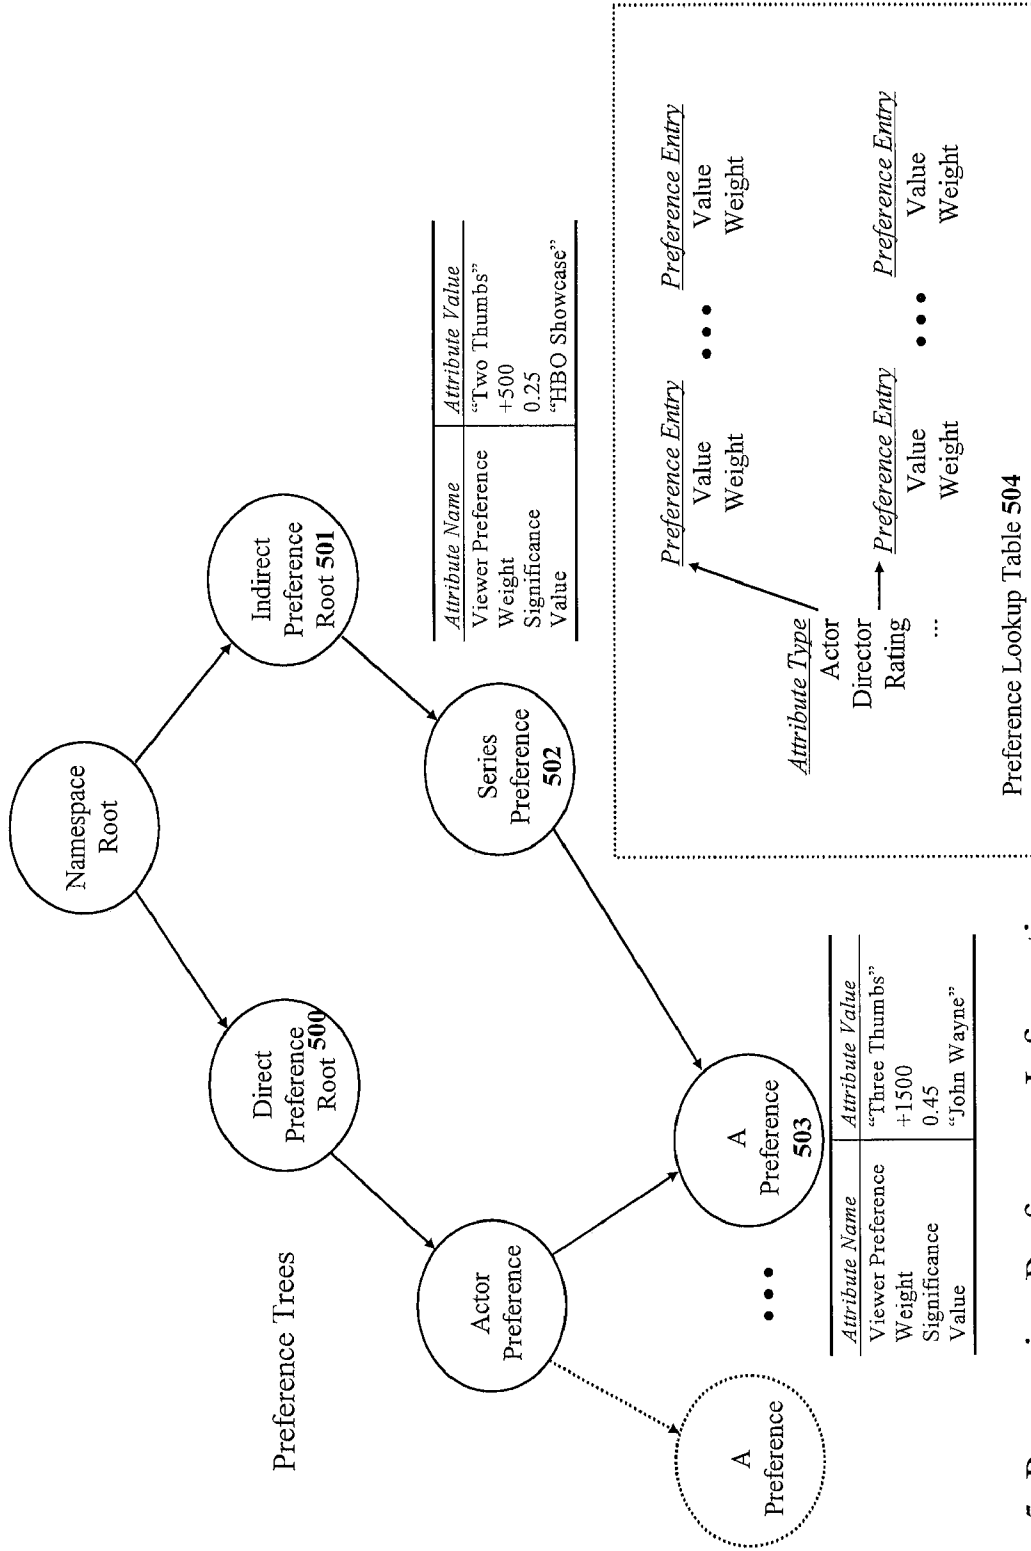 Preference Trees
Namespace
Root
Direct
Preference
Root 500
Indirect
Preference
Root 501
Actor
Preference
Series
Preference
502
Attribute Name Attribute Value
Viewer Preference “Two Thumbs”
Weight +500
Significance 0.25
Value “HBO Showcase”
A
Preference
•••
A
Preference
503
Attribute Name Attribute Value
Viewer Preference “Three Thumbs”
Weight +1500
Significance 0.45
Value “John Wayne”
Attribute Type
Actor
Director
Rating
...
Preference Entry
Value
Weight
•••
Preference Entry
Value
Weight
Preference Entry
Value
Weight
•••
Preference Entry
Value
Weight
Preference Lookup Table 504